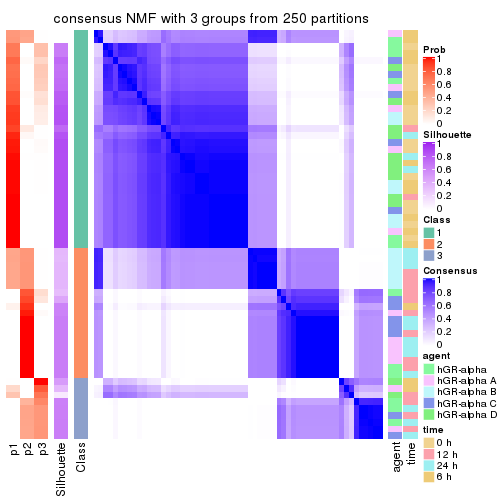 consensus NMF with 3 groups from 250 partitions
p1
p2
p3
Silhouette
Class
agent
time
Prob
1
0.8
0.6
0.4
0.2
0
Silhouette
1
0.8
0.6
0.4
0.2
0
Class
1
2
3
Consensus
1
0.8
0.6
0.4
0.2
0
agent
hGR-alpha
hGR-alpha A
hGR-alpha B
hGR-alpha C
hGR-alpha D
time
0 h
12 h
24 h
6 h